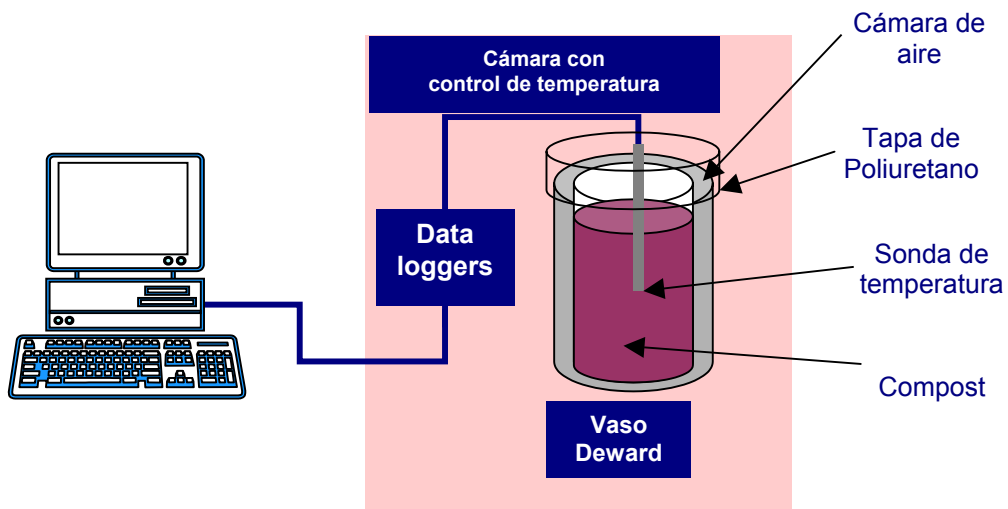 Cámara con
control de temperatura
Cámara de
aire
Tapa de
Poliuretano
Data
loggers
Sonda de
temperatura
Compost
Vaso
Deward